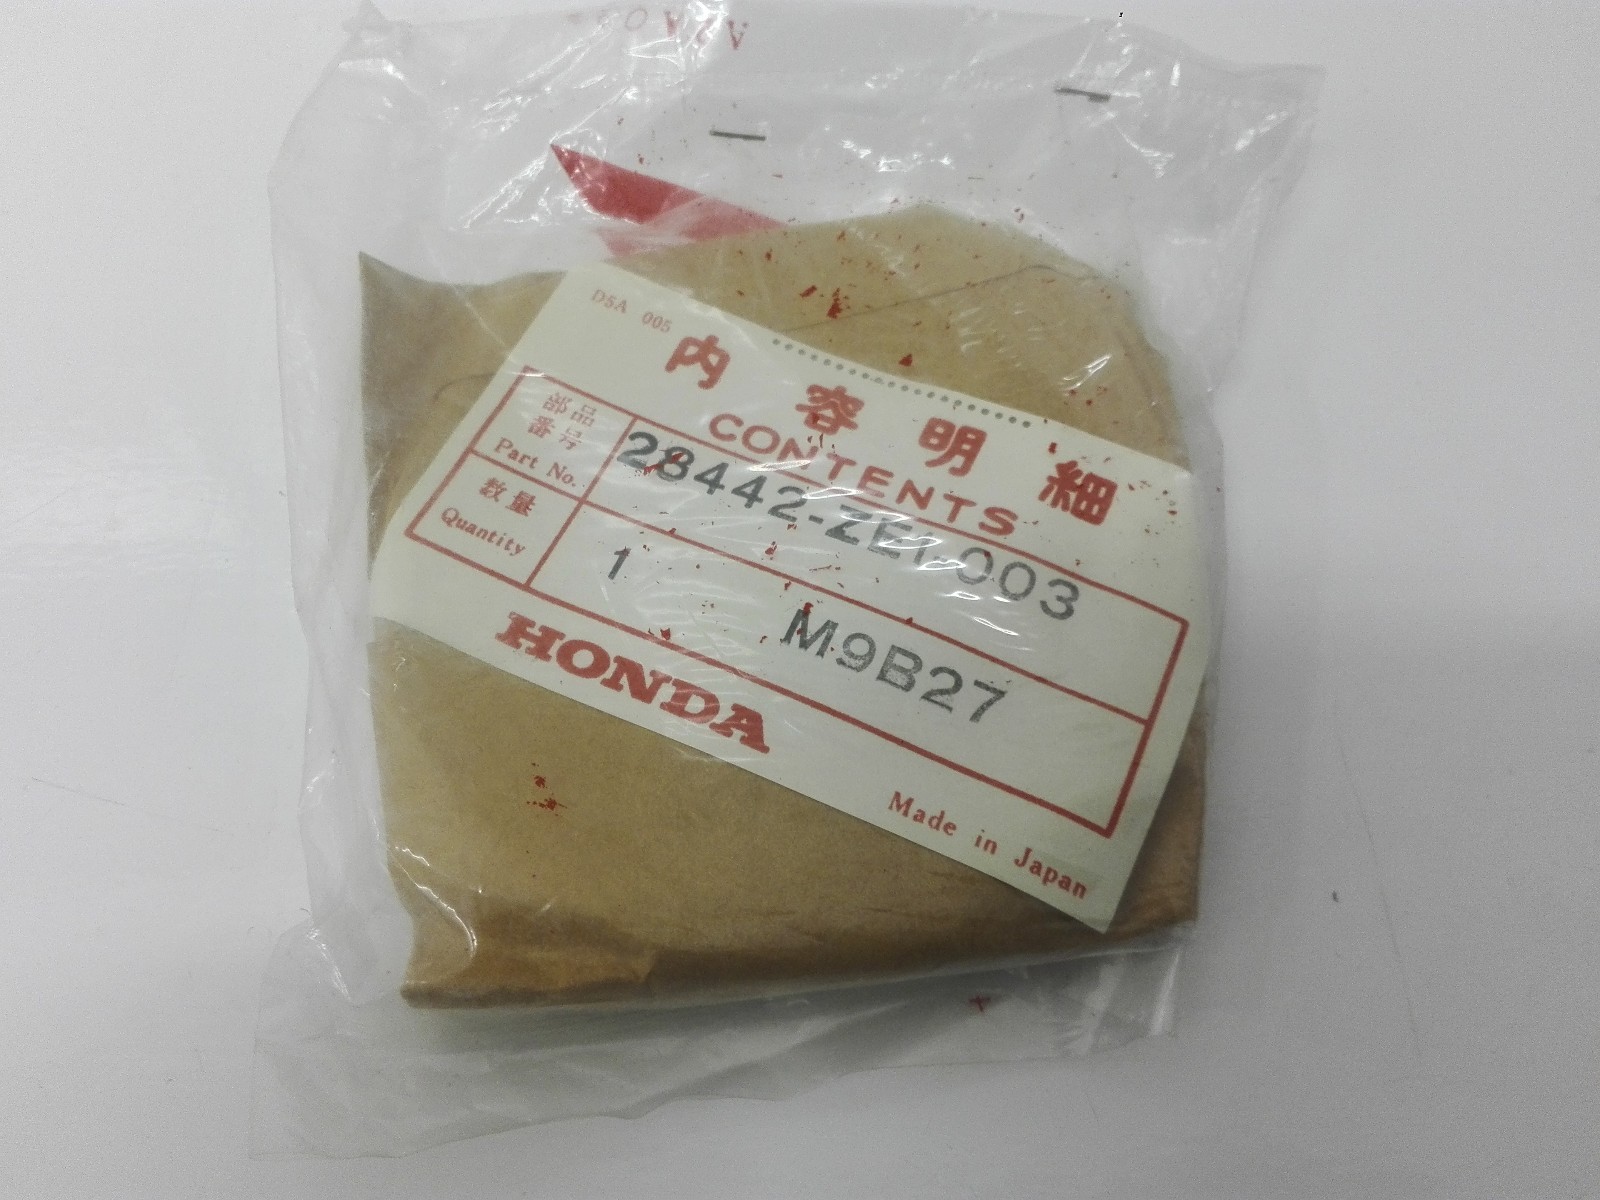 D5A 005
内容明細
CONTENTS
部品
番号
Part No.
28442-ZE1-003
数量
Quantity
1
M9B27
HONDA
Made in Japan